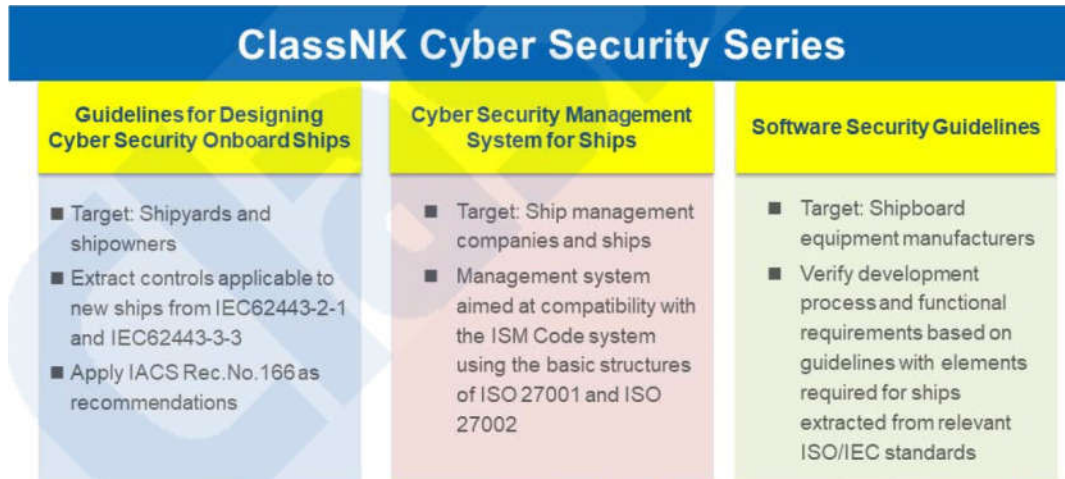 ClassNK Cyber Security Series
Guidelines for Designing
Cyber Security Onboard Ships
■ Target: Shipyards and
shipowners
■ Extract controls applicable to
new ships from IEC62443-2-1
and IEC62443-3-3
■ Apply IACS Rec.No.166 as
recommendations
Cyber Security Management
System for Ships
■ Target: Ship management
companies and ships
■ Management system
aimed at compatibility with
the ISM Code system
using the basic structures
of ISO 27001 and ISO
27002
Software Security Guidelines
■ Target: Shipboard
equipment manufacturers
■ Verify development
process and functional
requirements based on
guidelines with elements
required for ships
extracted from relevant
ISO/IEC standards